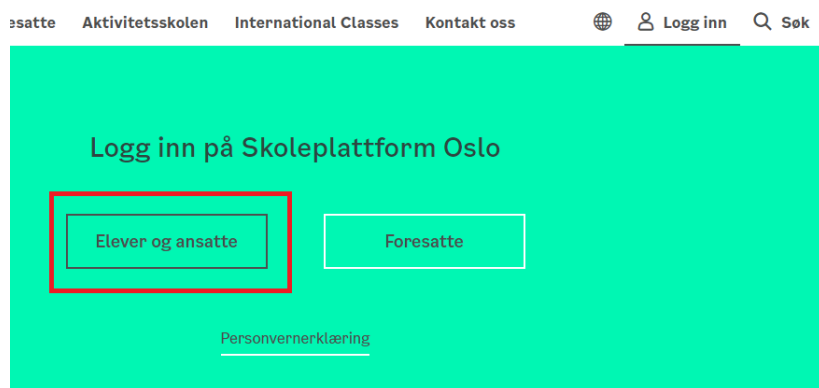 esatte Aktivitetsskolen International Classes Kontakt oss Logg inn Søk
Logg inn på Skoleplattform Oslo
Elever og ansatte Foresatte
Personvernerklæring